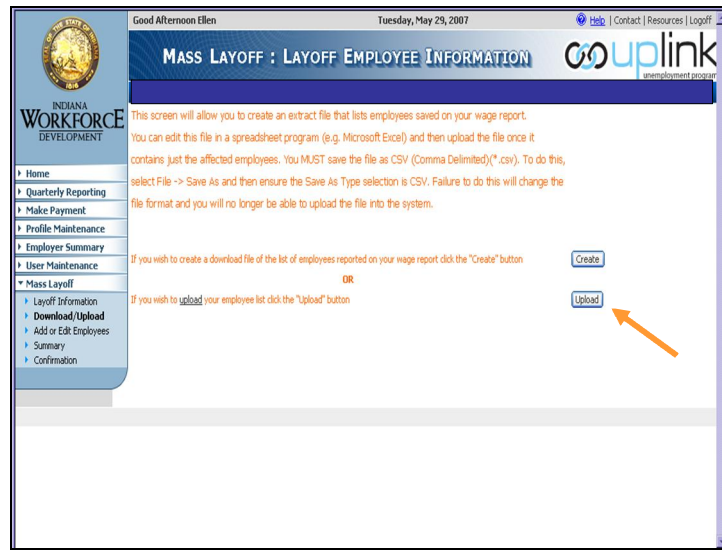 Good Afternoon Ellen
Tuesday, May 29, 2007
Help | Contact | Resources | Logoff
MASS LAYOFF : LAYOFF EMPLOYEE INFORMATION
uplink
unemployment program
1816
INDIANA
WORKFORCE
DEVELOPMENT
Home
Quarterly Reporting
Make Payment
Profile Maintenance
Employer Summary
User Maintenance
Mass Layoff
Layoff Information
Download/Upload
Add or Edit Employees
Summary
Confirmation
This screen will allow you to create an extract file that lists employees saved on your wage report.
You can edit this file in a spreadsheet program (e.g. Microsoft Excel) and then upload the file once it
contains just the affected employees. You MUST save the file as CSV (Comma Delimited)(*.csv). To do this,
select File -> Save As and then ensure the Save As Type selection is CSV. Failure to do this will change the
file format and you will no longer be able to upload the file into the system.
If you wish to create a download file of the list of employees reported on your wage report click the "Create" button
Create
OR
If you wish to upload your employee list click the "Upload" button
Upload